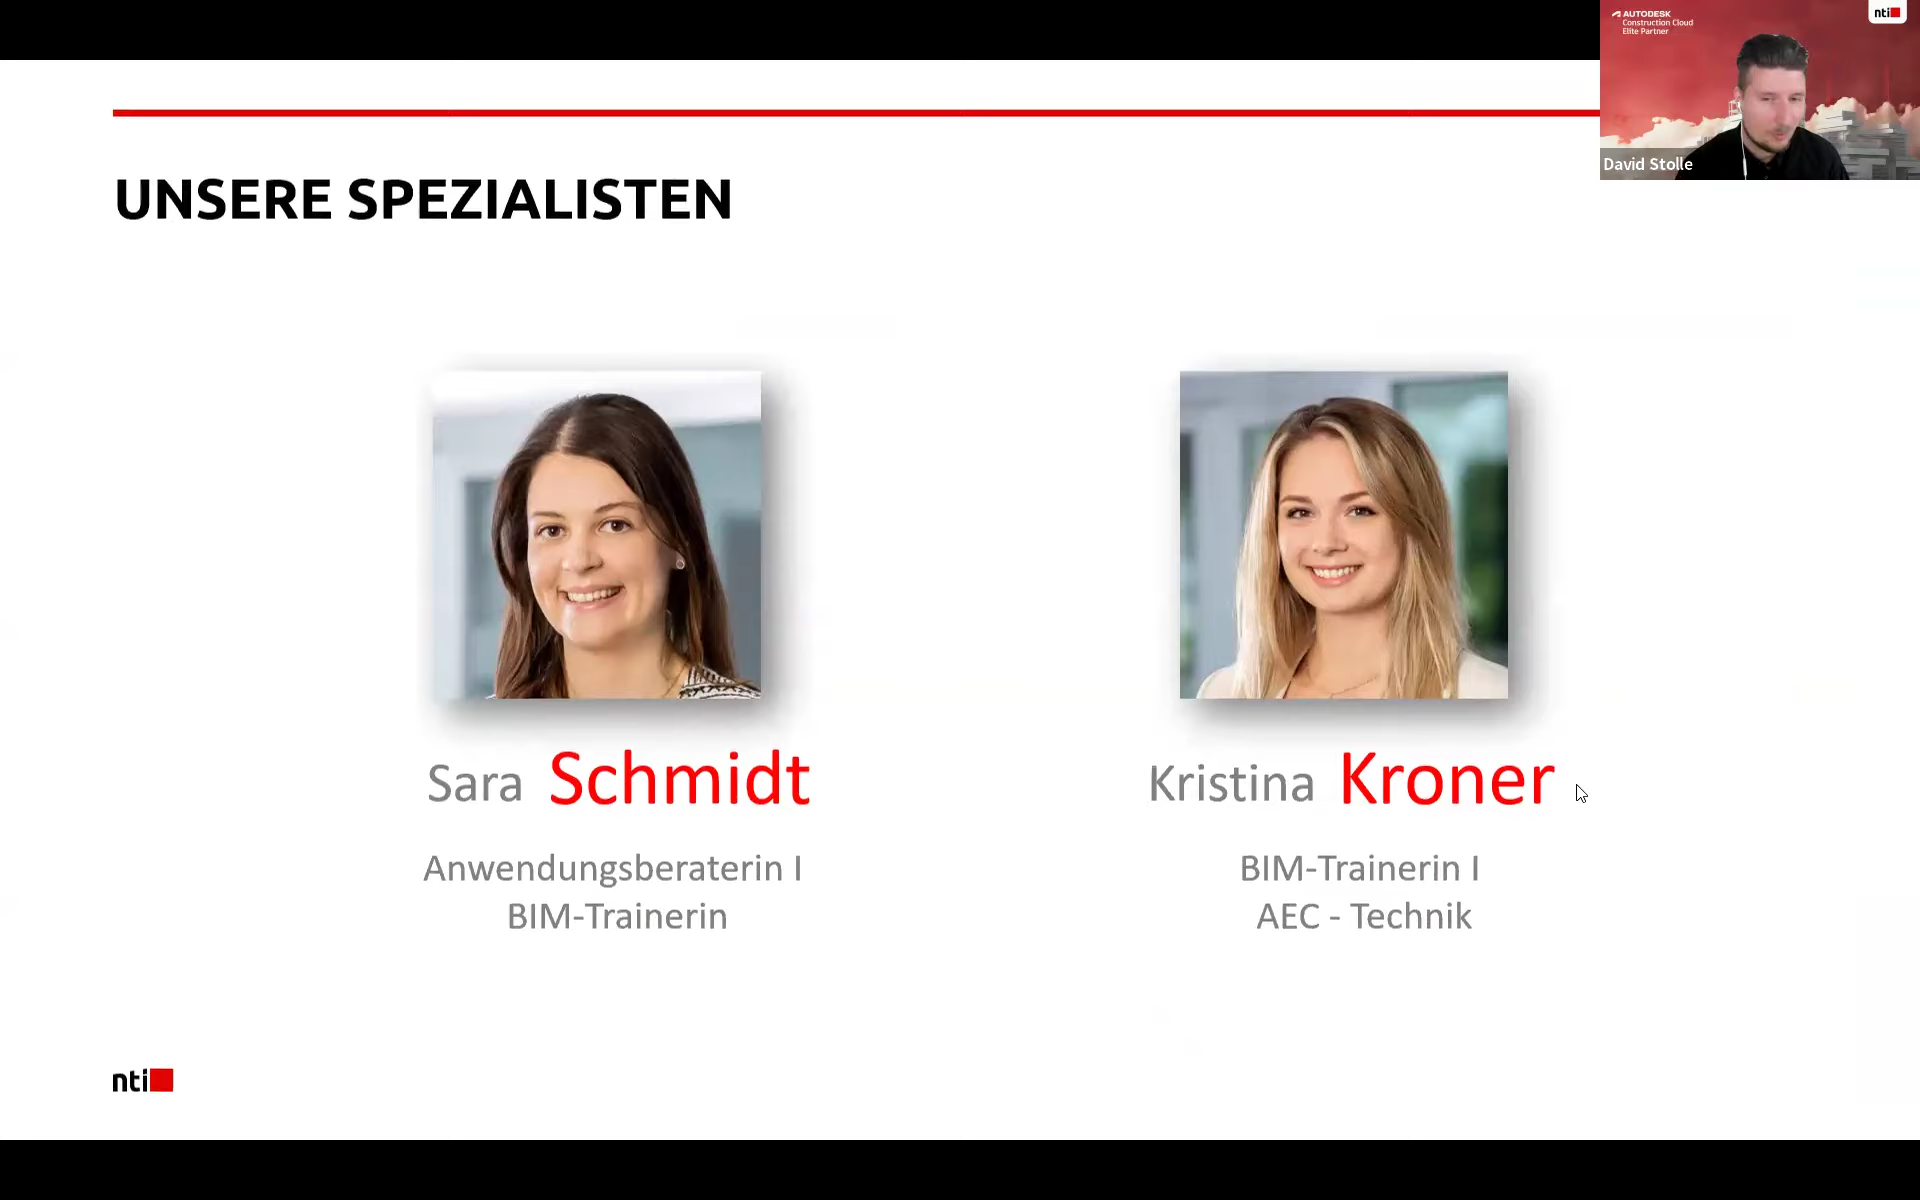 AUTODESK
Construction Cloud
Elite Partner
nti
David Stolle
UNSERE SPEZIALISTEN
Sara Schmidt
Kristina Kroner
Anwendungsberaterin I
BIM-Trainerin
BIM-Trainerin I
AEC - Technik
nti